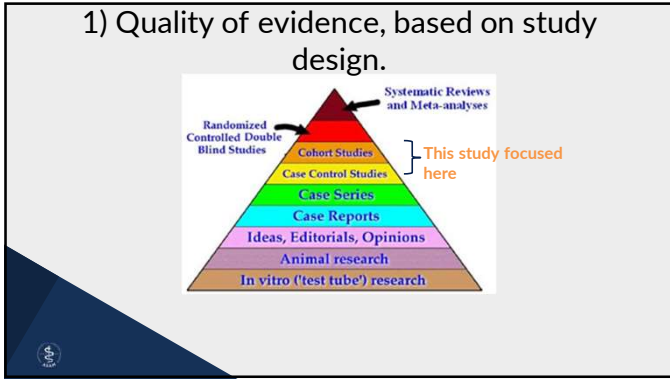 1) Quality of evidence, based on study
design.
Systematic Reviews
and Meta-analyses
Randomized
Controlled Double
Blind Studies
Cohort Studies
This study focused
here
Case Control Studies
Case Series
Case Reports
Ideas, Editorials, Opinions
Animal research
In vitro ('test tube') research